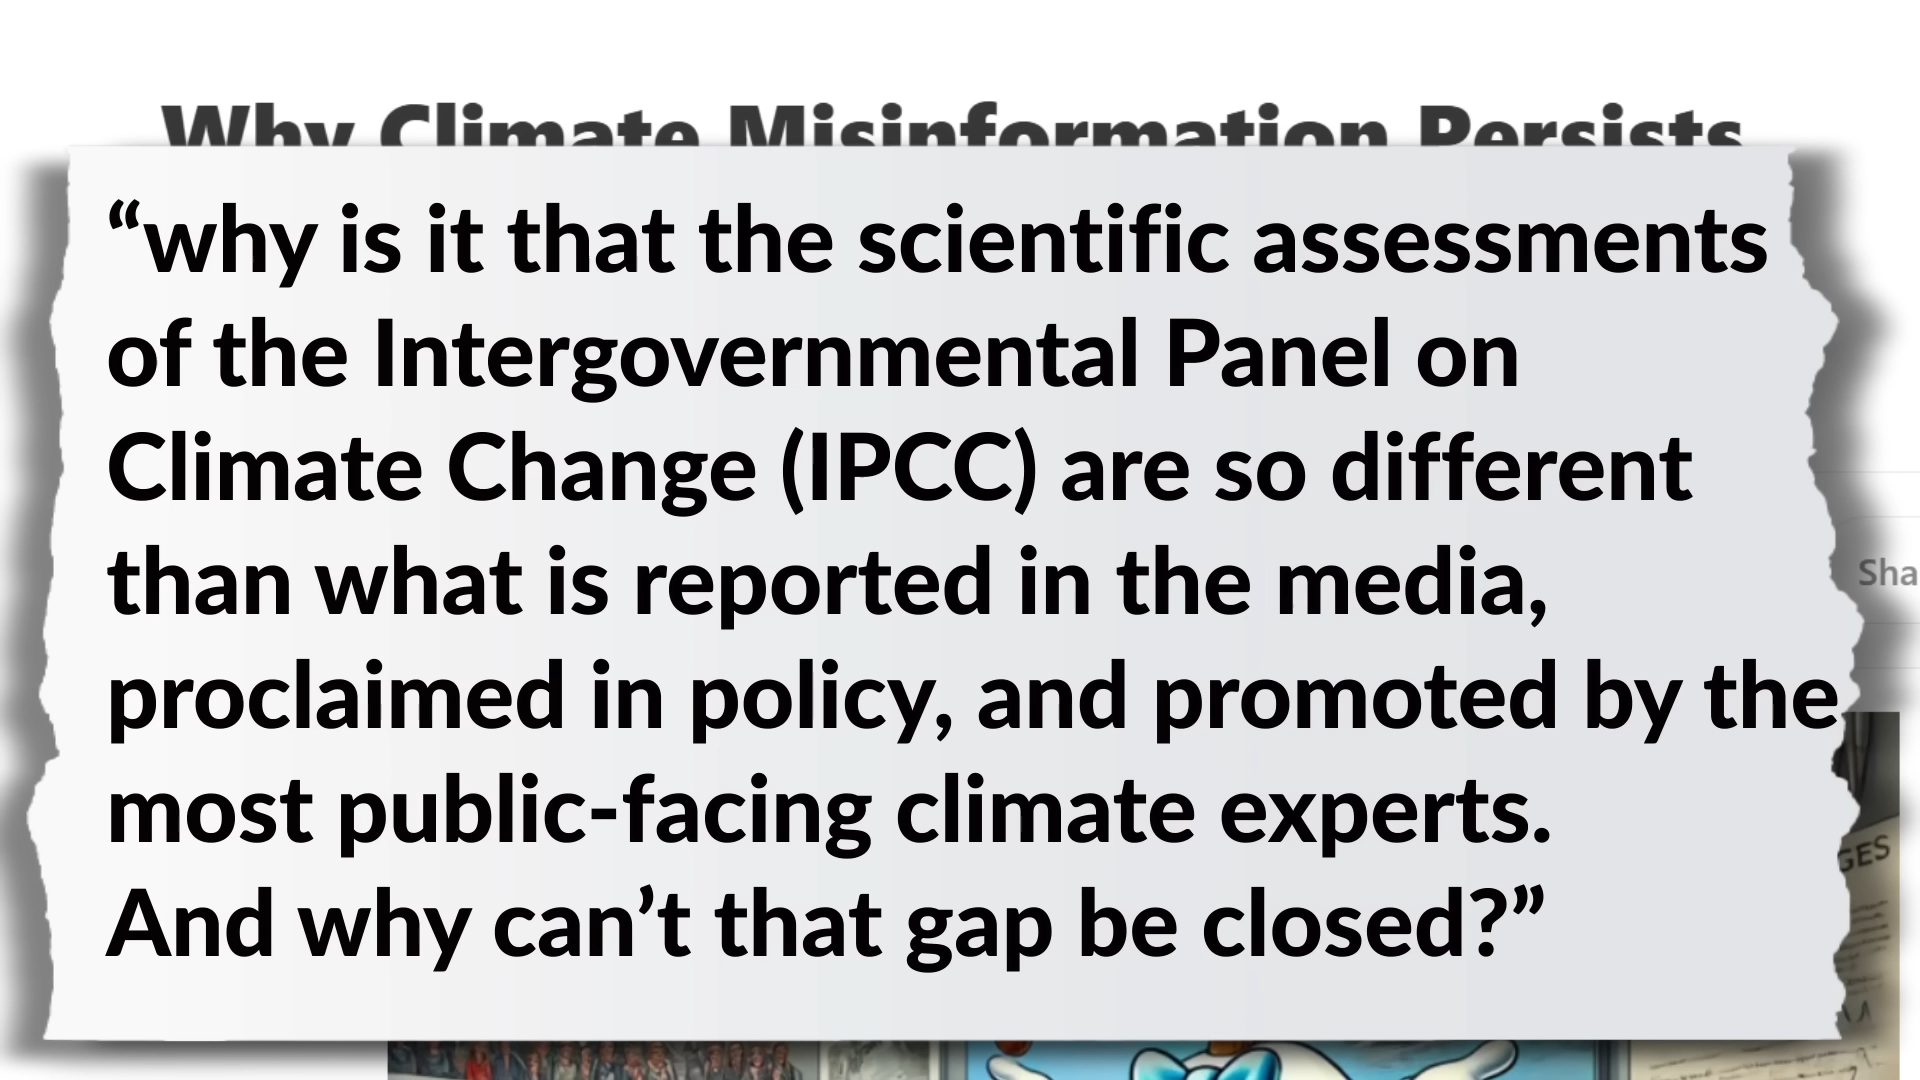 Why Climate Misinformation Persists
“why is it that the scientific assessments
of the Intergovernmental Panel on
Climate Change (IPCC) are so different
than what is reported in the media,
proclaimed in policy, and promoted by the
most public-facing climate experts.
And why can’t that gap be closed?”